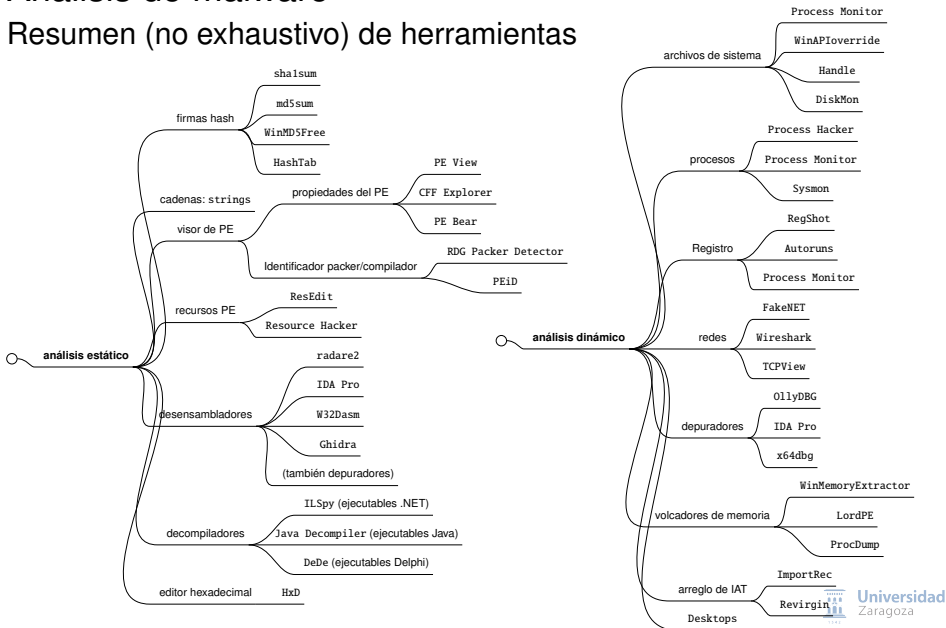 Análisis de malware
Resumen (no exhaustivo) de herramientas
análisis estático
firmas hash
sha1sum
md5sum
WinMD5Free
HashTab
cadenas: strings
visor de PE
propiedades del PE
PE View
CFF Explorer
PE Bear
Identificador packer/compilador
RDG Packer Detector
PEiD
recursos PE
ResEdit
Resource Hacker
desensambladores
radare2
IDA Pro
W32Dasm
Ghidra
(también depuradores)
decompiladores
ILSpy (ejecutables .NET)
Java Decompiler (ejecutables Java)
DeDe (ejecutables Delphi)
editor hexadecimal
HxD
análisis dinámico
archivos de sistema
Process Monitor
WinAPIoverride
Handle
DiskMon
procesos
Process Hacker
Process Monitor
Sysmon
Registro
RegShot
Autoruns
Process Monitor
redes
FakeNET
Wireshark
TCPView
depuradores
OllyDBG
IDA Pro
x64dbg
volcadores de memoria
WinMemoryExtractor
LordPE
ProcDump
arreglo de IAT
ImportRec
Revirgin
Desktops
Universidad
Zaragoza